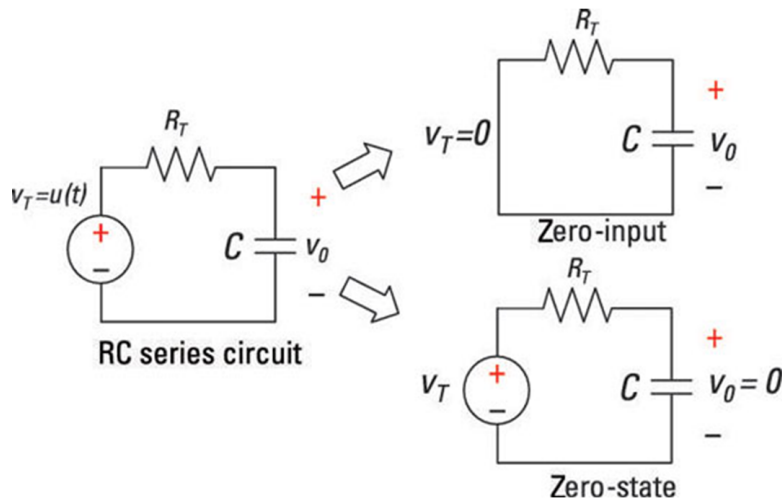 R_T
v_T=u(t)
+
−
C
+
v_0
−
RC series circuit
R_T
v_T=0
C
+
v_0
−
Zero-input
R_T
v_T
+
−
C
+
v_0 = 0
−
Zero-state